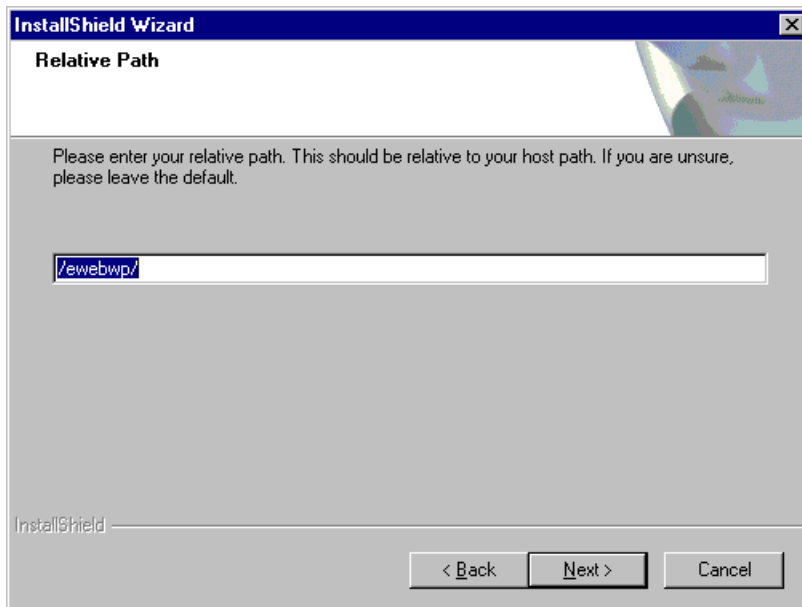 InstallShield Wizard
Relative Path
Please enter your relative path. This should be relative to your host path. If you are unsure,
please leave the default.
/ewebwp/
InstallShield
< Back Next > Cancel